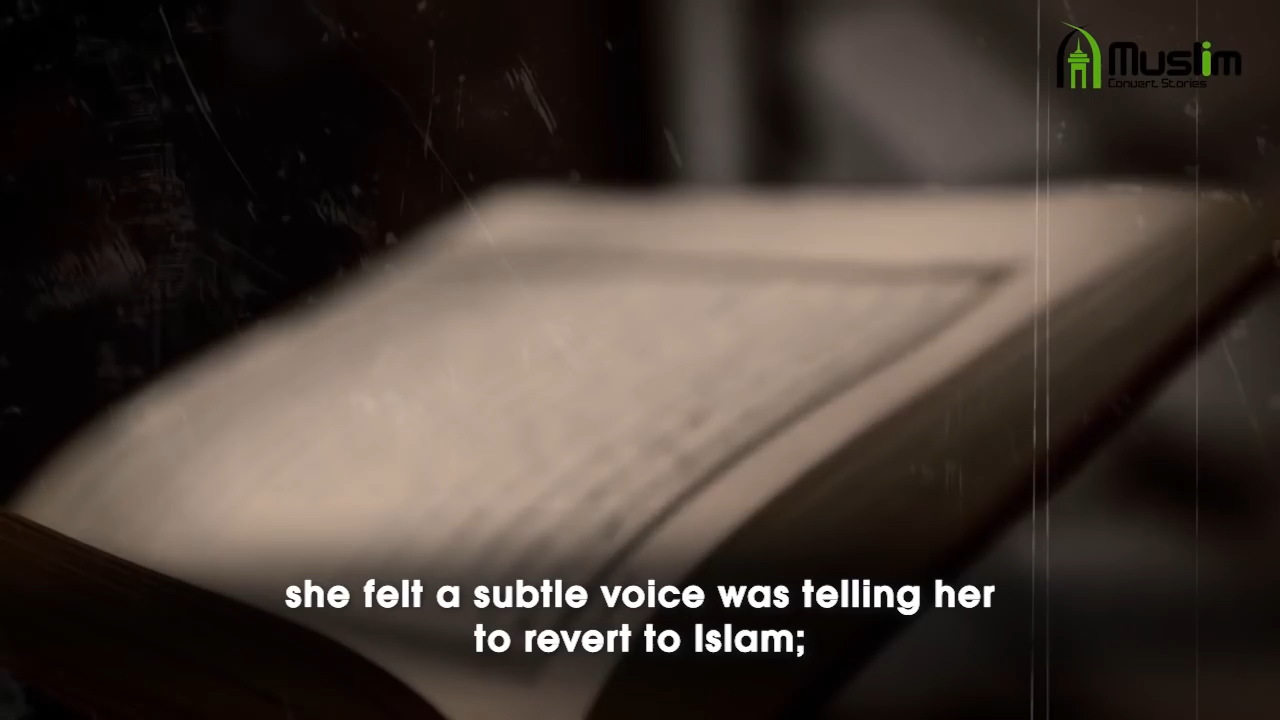 Muslim
Convert Stories
she felt a subtle voice was telling her
to revert to Islam;